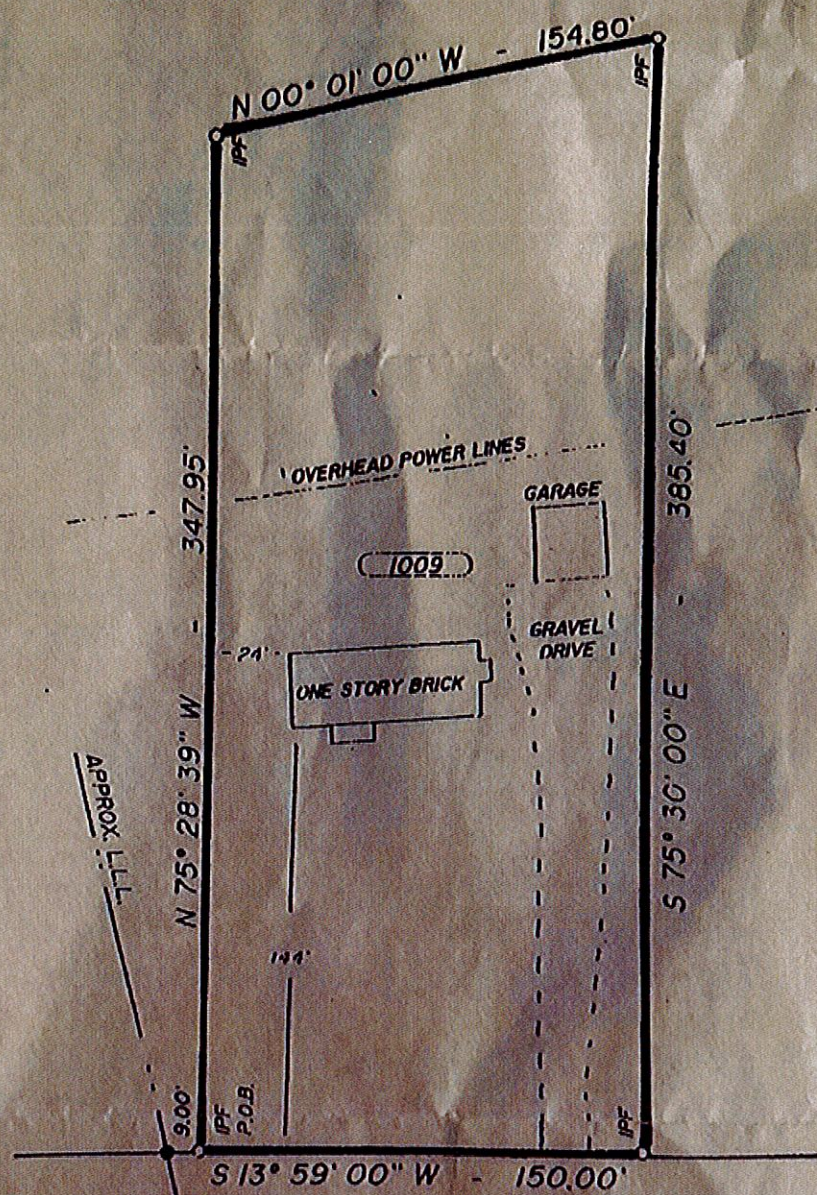 N 00° 01' 00" W - 154.80'
IPF
IPF
347.95'
N 75° 28' 39" W -
385.40'
S 75° 30' 00" E -
OVERHEAD POWER LINES
GARAGE
1009
GRAVEL
DRIVE
24'
ONE STORY BRICK
APPROX. L.L.L.
144'
9.00'
IPF
P.O.B.
IPF
S 13° 59' 00" W - 150.00'